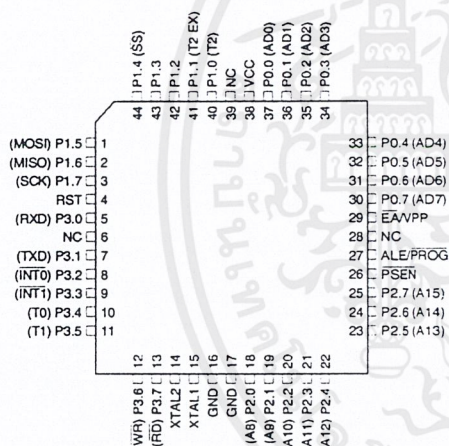 P1.4 (SS)
P1.3
P1.2
P1.1 (T2 EX)
P1.0 (T2)
NC
VCC
P0.0 (AD0)
P0.1 (AD1)
P0.2 (AD2)
P0.3 (AD3)
44
43
42
41
40
39
38
37
36
35
34
(MOSI) P1.5 1
(MISO) P1.6 2
(SCK) P1.7 3
RST 4
(RXD) P3.0 5
NC 6
(TXD) P3.1 7
(INT0) P3.2 8
(INT1) P3.3 9
(T0) P3.4 10
(T1) P3.5 11
33 P0.4 (AD4)
32 P0.5 (AD5)
31 P0.6 (AD6)
30 P0.7 (AD7)
29 EA/VPP
28 NC
27 ALE/PROG
26 PSEN
25 P2.7 (A15)
24 P2.6 (A14)
23 P2.5 (A13)
12
13
14
15
16
17
18
19
20
21
22
(WR) P3.6
(RD) P3.7
XTAL2
XTAL1
GND
GND
(A8) P2.0
(A9) P2.1
(A10) P2.2
(A11) P2.3
(A12) P2.4